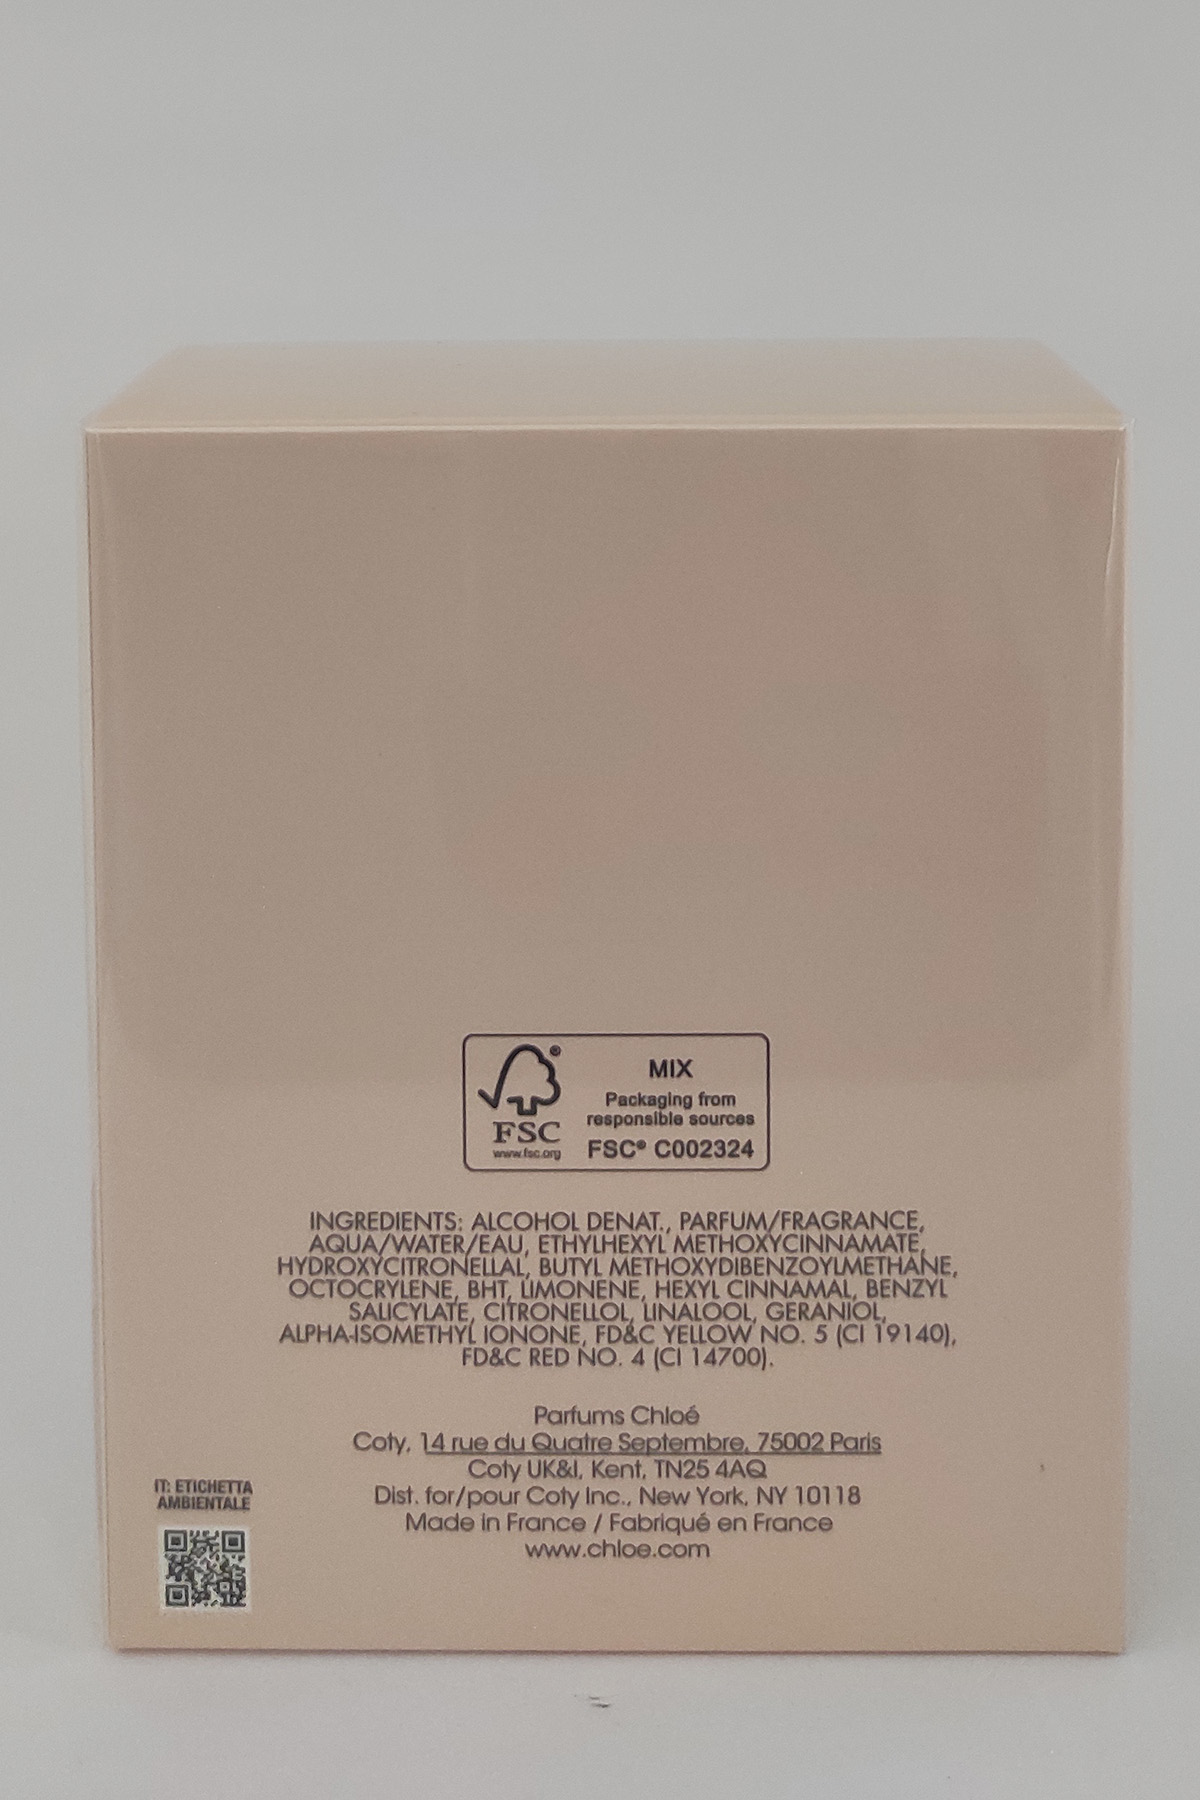 MIX
Packaging from
responsible sources
FSC® C002324
®
FSC
www.fsc.org
INGREDIENTS: ALCOHOL DENAT., PARFUM/FRAGRANCE,
AQUA/WATER/EAU, ETHYLHEXYL METHOXYCINNAMATE,
HYDROXYCITRONELLAL, BUTYL METHOXYDIBENZOYLMETHANE,
OCTOCRYLENE, BHT, LIMONENE, HEXYL CINNAMAL, BENZYL
SALICYLATE, CITRONELLOL, LINALOOL, GERANIOL,
ALPHA-ISOMETHYL IONONE, FD&C YELLOW NO. 5 (CI 19140),
FD&C RED NO. 4 (CI 14700).
Parfums Chloé
Coty, 14 rue du Quatre Septembre, 75002 Paris
Coty UK&I, Kent, TN25 4AQ
Dist. for/pour Coty Inc., New York, NY 10118
Made in France / Fabriqué en France
www.chloe.com
IT: ETICHETTA
AMBIENTALE